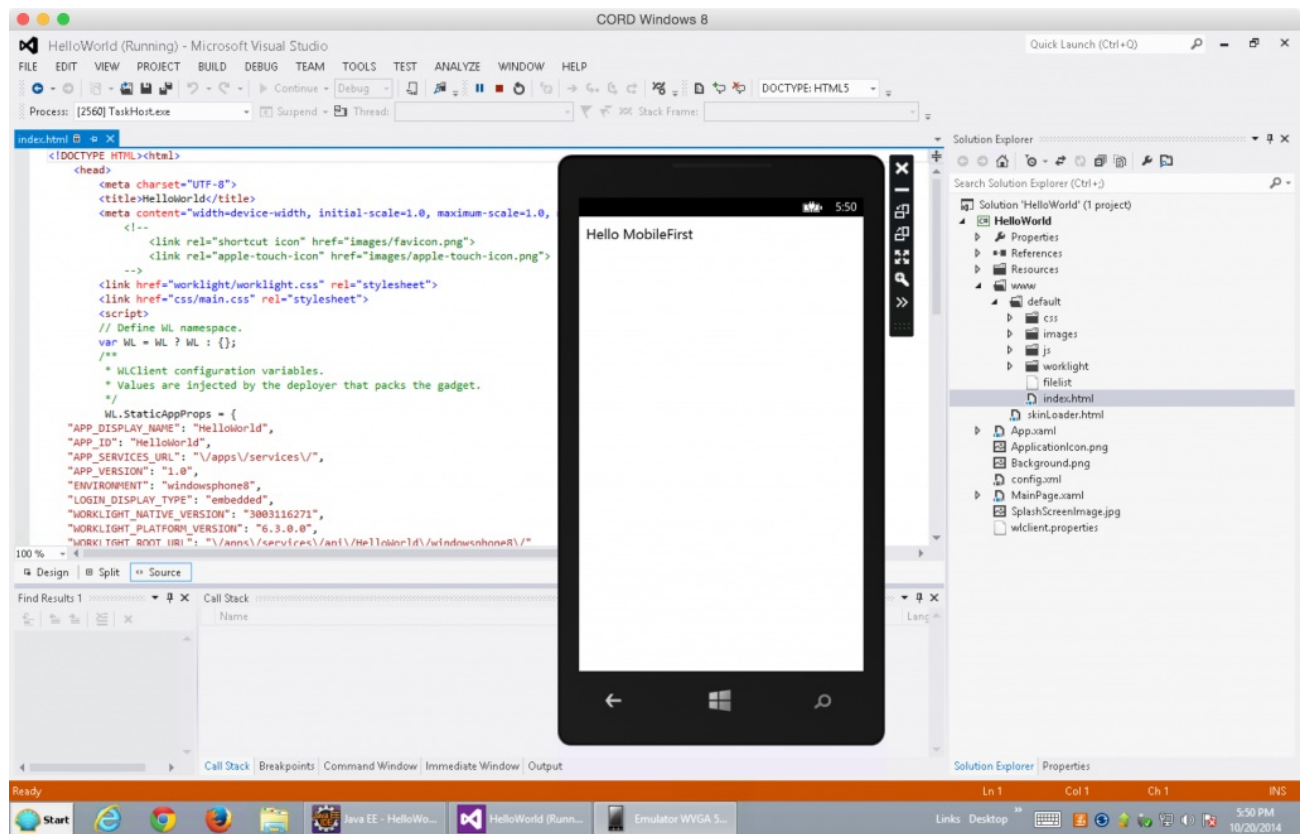 CORD Windows 8
HelloWorld (Running) - Microsoft Visual Studio
Quick Launch (Ctrl+Q)
FILE EDIT VIEW PROJECT BUILD DEBUG TEAM TOOLS TEST ANALYZE WINDOW HELP
Continue Debug DOCTYPE: HTML5
Process: [2560] TaskHost.exe Suspend Thread: Stack Frame:
index.html
<!DOCTYPE HTML><html>
<head>
<meta charset="UTF-8">
<title>HelloWorld</title>
<meta content="width=device-width, initial-scale=1.0, maximum-scale=1.0,
<!--
<link rel="shortcut icon" href="images/favicon.png">
<link rel="apple-touch-icon" href="images/apple-touch-icon.png">
-->
<link href="worklight/worklight.css" rel="stylesheet">
<link href="css/main.css" rel="stylesheet">
<script>
// Define WL namespace.
var WL = WL ? WL : {};
/**
* WLClient configuration variables.
* Values are injected by the deployer that packs the gadget.
*/
WL.StaticAppProps = {
"APP_DISPLAY_NAME": "HelloWorld",
"APP_ID": "HelloWorld",
"APP_SERVICES_URL": "\/apps\/services\/",
"APP_VERSION": "1.0",
"ENVIRONMENT": "windowsphone8",
"LOGIN_DISPLAY_TYPE": "embedded",
"WORKLIGHT_NATIVE_VERSION": "3003116271",
"WORKLIGHT_PLATFORM_VERSION": "6.3.0.0",
"WORKLIGHT_ROOT_URL": "\/apps\/services\/api\/HelloWorld\/windowsphone8\/"
100 %
Design Split Source
5:50
Hello MobileFirst
Solution Explorer
Search Solution Explorer (Ctrl+;)
Solution 'HelloWorld' (1 project)
HelloWorld
Properties
References
Resources
www
default
css
images
js
worklight
filelist
index.html
skinLoader.html
App.xaml
ApplicationIcon.png
Background.png
config.xml
MainPage.xaml
SplashScreenImage.jpg
wlclient.properties
Find Results 1
Call Stack
Name
Lang
Call Stack Breakpoints Command Window Immediate Window Output
Solution Explorer Properties
Ready
Ln 1 Col 1 Ch 1 INS
Start
Java EE - HelloWo...
HelloWorld (Runn...
Emulator WVGA 5...
Links Desktop
5:50 PM
10/20/2014